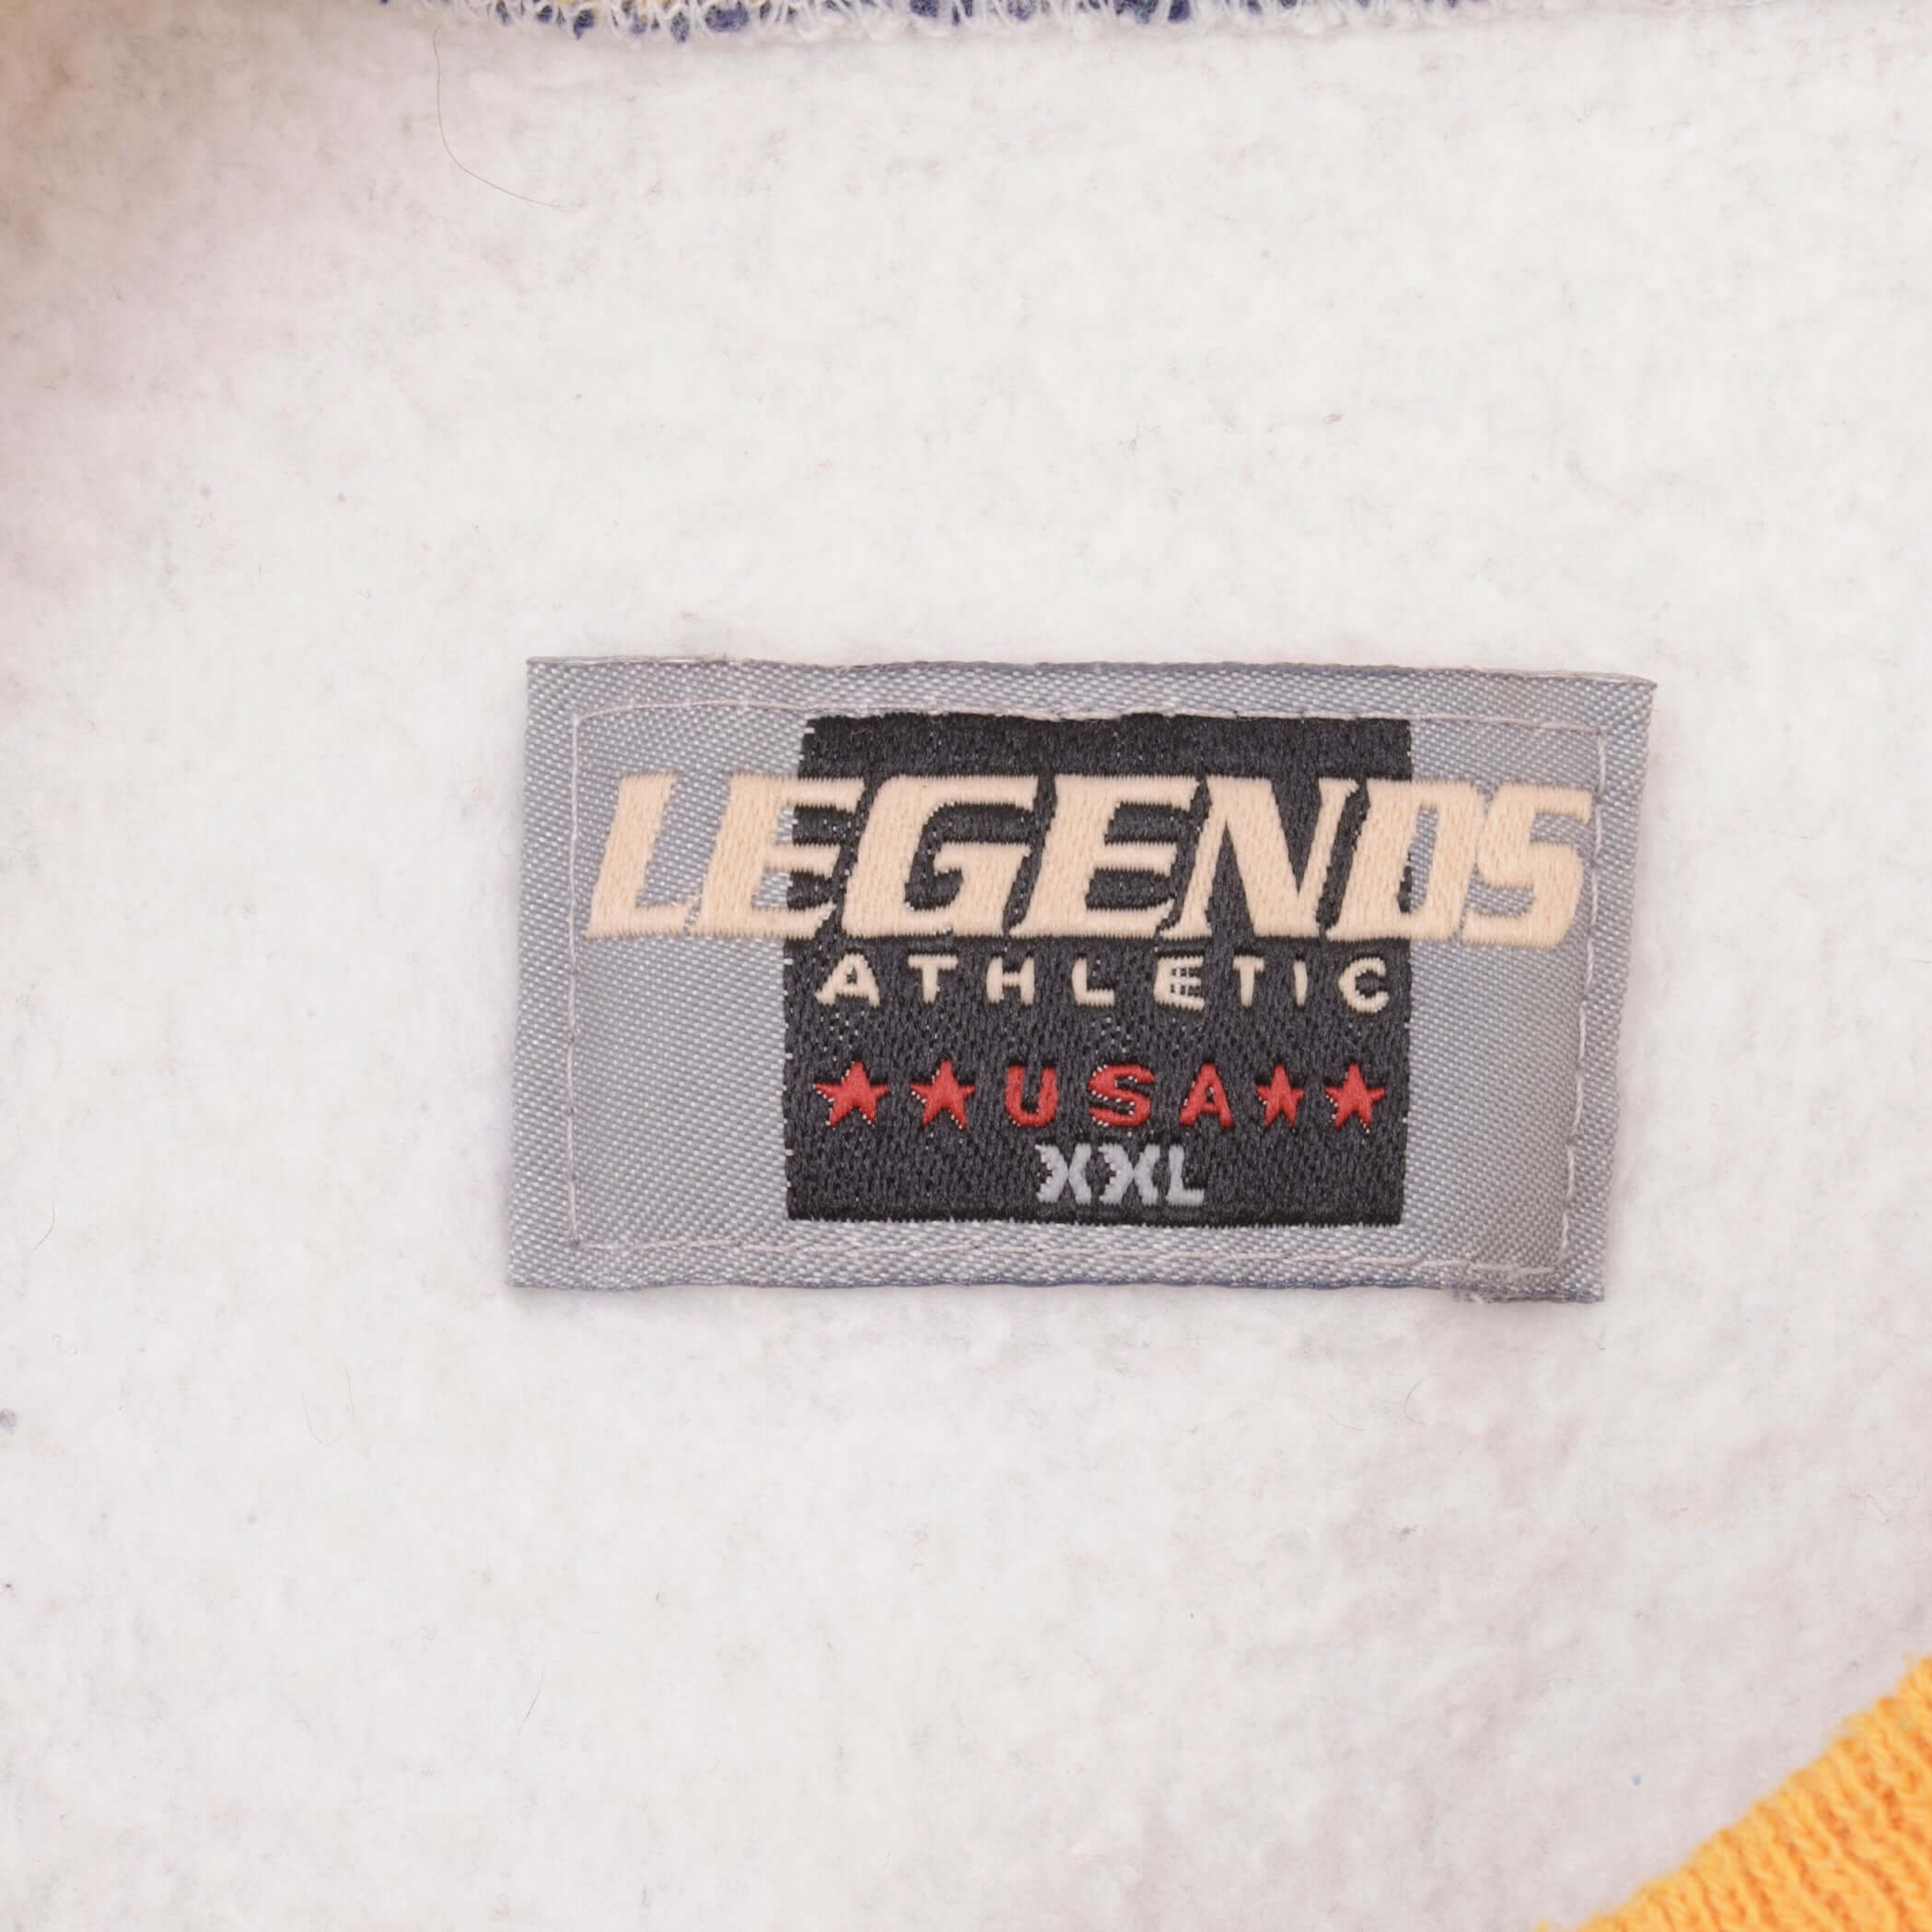 LEGENDS
ATHLETIC
★★USA★★
XXL